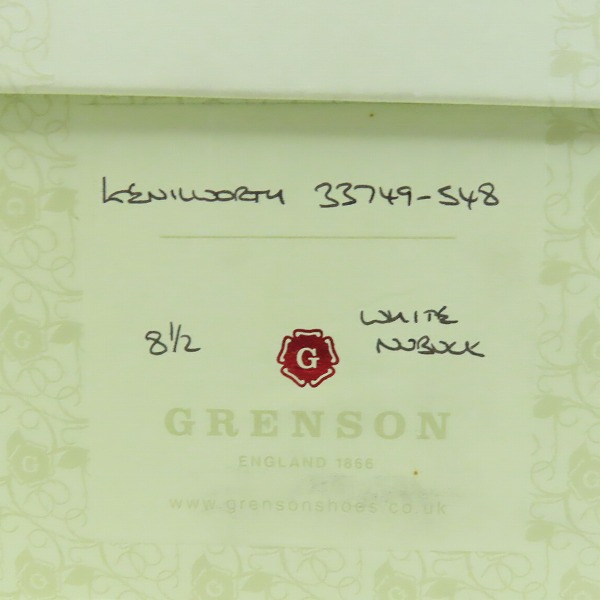 KENILWORTH 33749-548
8½
WHITE
NUBUCK
G
GRENSON
ENGLAND 1866
www.grensonshoes.co.uk